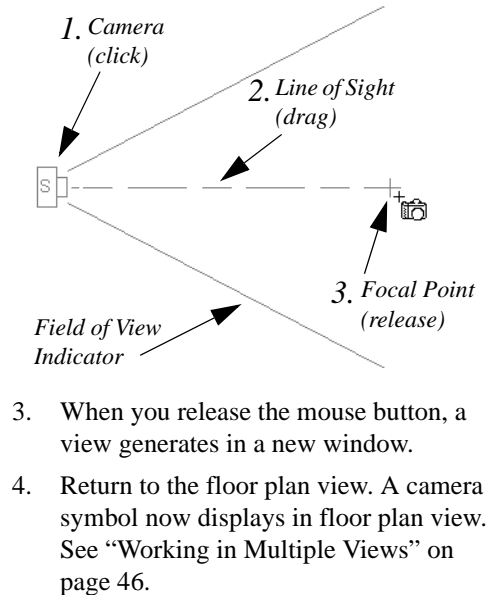 1. Camera
(click)
2. Line of Sight
(drag)
S
3. Focal Point
(release)
Field of View
Indicator
3. When you release the mouse button, a
view generates in a new window.
4. Return to the floor plan view. A camera
symbol now displays in floor plan view.
See “Working in Multiple Views” on
page 46.